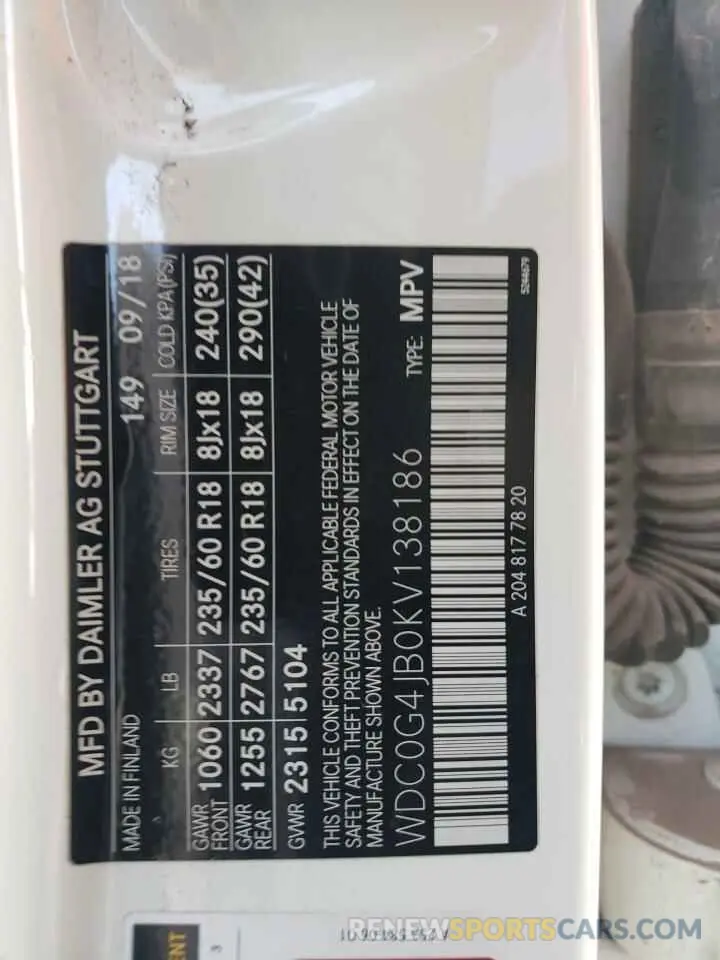 MFD BY DAIMLER AG STUTTGART
MADE IN FINLAND 149 09/18
KG LB TIRES RIM SIZE COLD KPA(PSI)
GAWR FRONT 1060 2337 235/60 R18 8Jx18 240(35)
GAWR REAR 1255 2767 235/60 R18 8Jx18 290(42)
GVWR 2315 5104
THIS VEHICLE CONFORMS TO ALL APPLICABLE FEDERAL MOTOR VEHICLE
SAFETY AND THEFT PREVENTION STANDARDS IN EFFECT ON THE DATE OF
MANUFACTURE SHOWN ABOVE.
WDC0G4JB0KV138186 TYPE: MPV
A 204 817 78 20
5244679
RENEWSPORTSCARS.COM